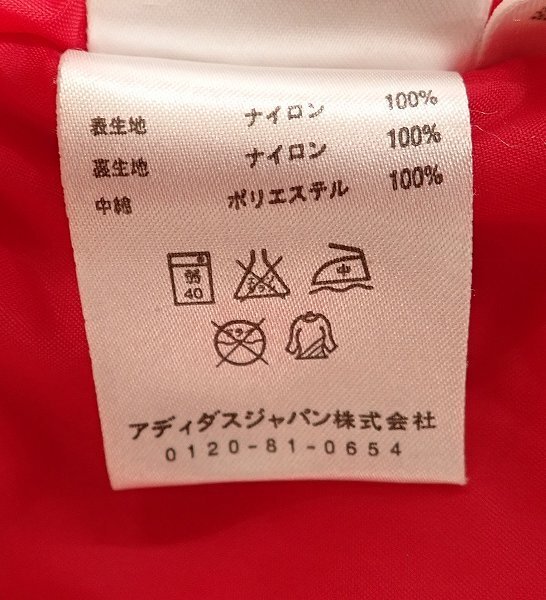 表生地 ナイロン 100%
裏生地 ナイロン 100%
中綿 ポリエステル 100%
弱 中
40
アディダスジャパン株式会社
0120-81-0654